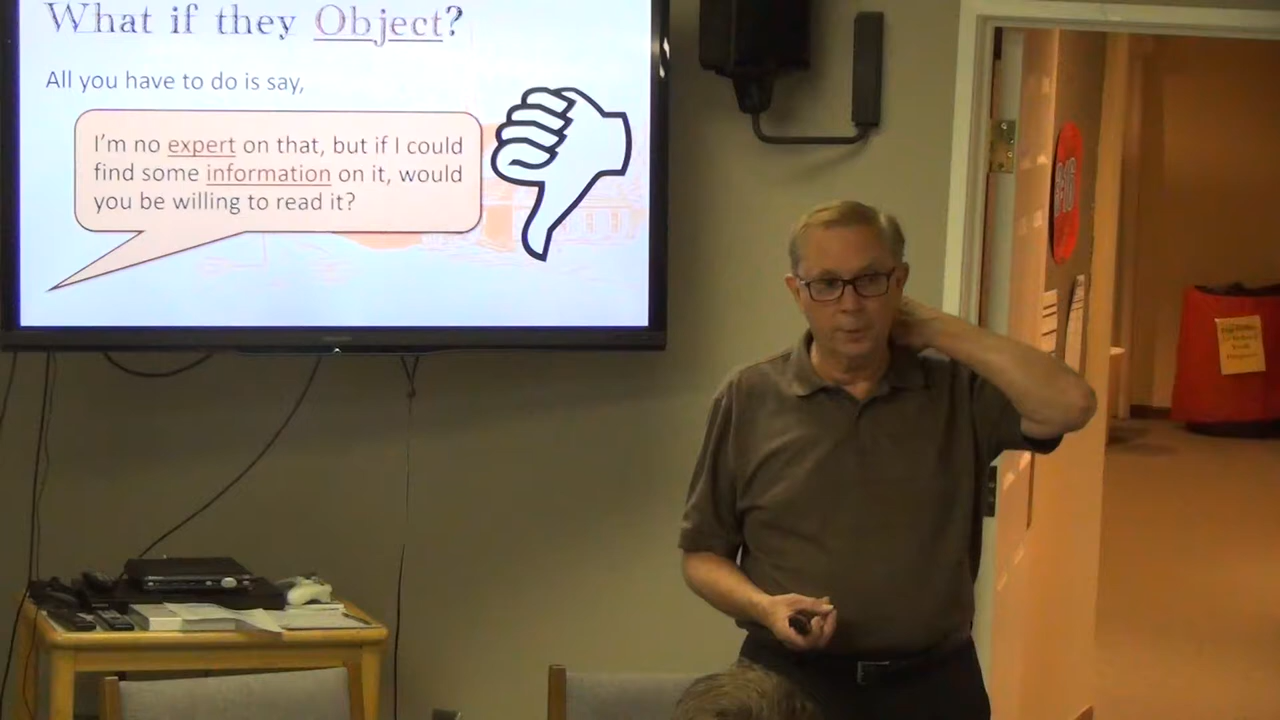 What if they Object?
All you have to do is say,
I'm no expert on that, but if I could
find some information on it, would
you be willing to read it?